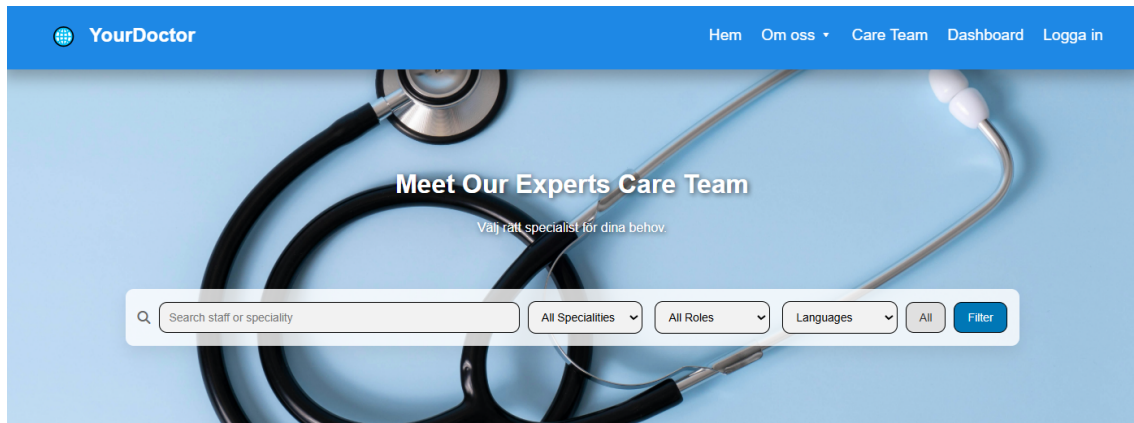 YourDoctor
Hem Om oss ▾ Care Team Dashboard Logga in
Meet Our Experts Care Team
Välj rätt specialist för dina behov.
Search staff or speciality All Specialities All Roles Languages All Filter